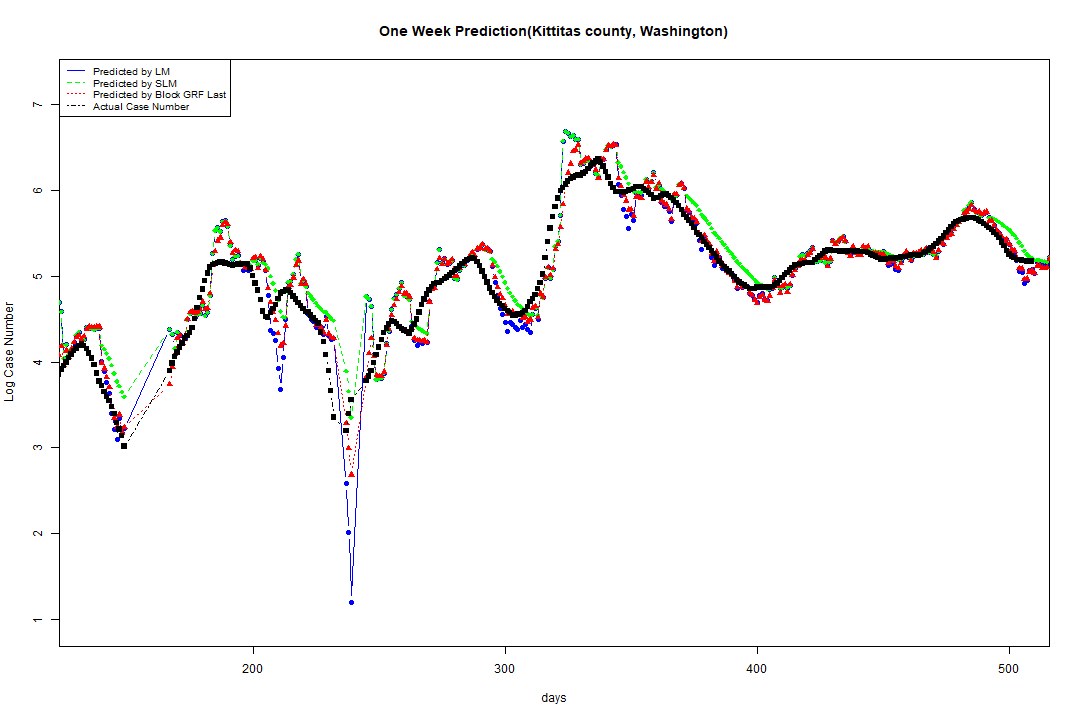 One Week Prediction(Kittitas county, Washington)
Predicted by LM
Predicted by SLM
Predicted by Block GRF Last
Actual Case Number
7
6
5
4
3
2
1
Log Case Number
200
300
400
500
days